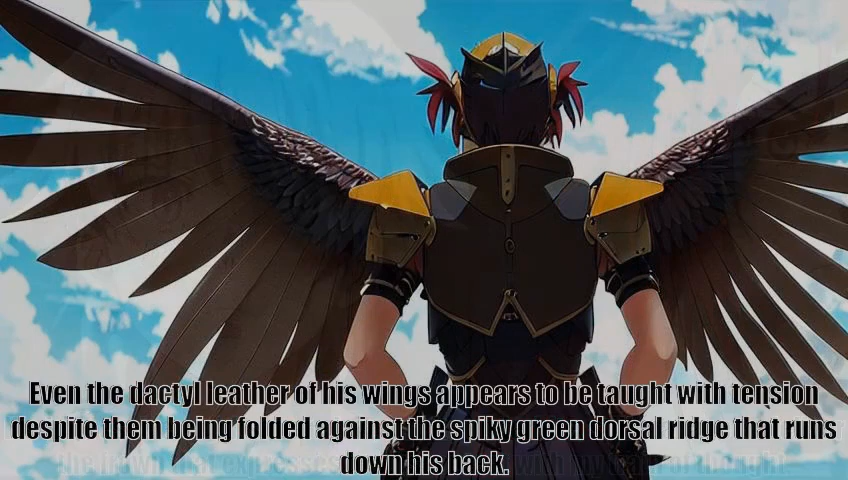 Even the dactyl leather of his wings appears to be taught with tension
despite them being folded against the spiky green dorsal ridge that runs
down his back.